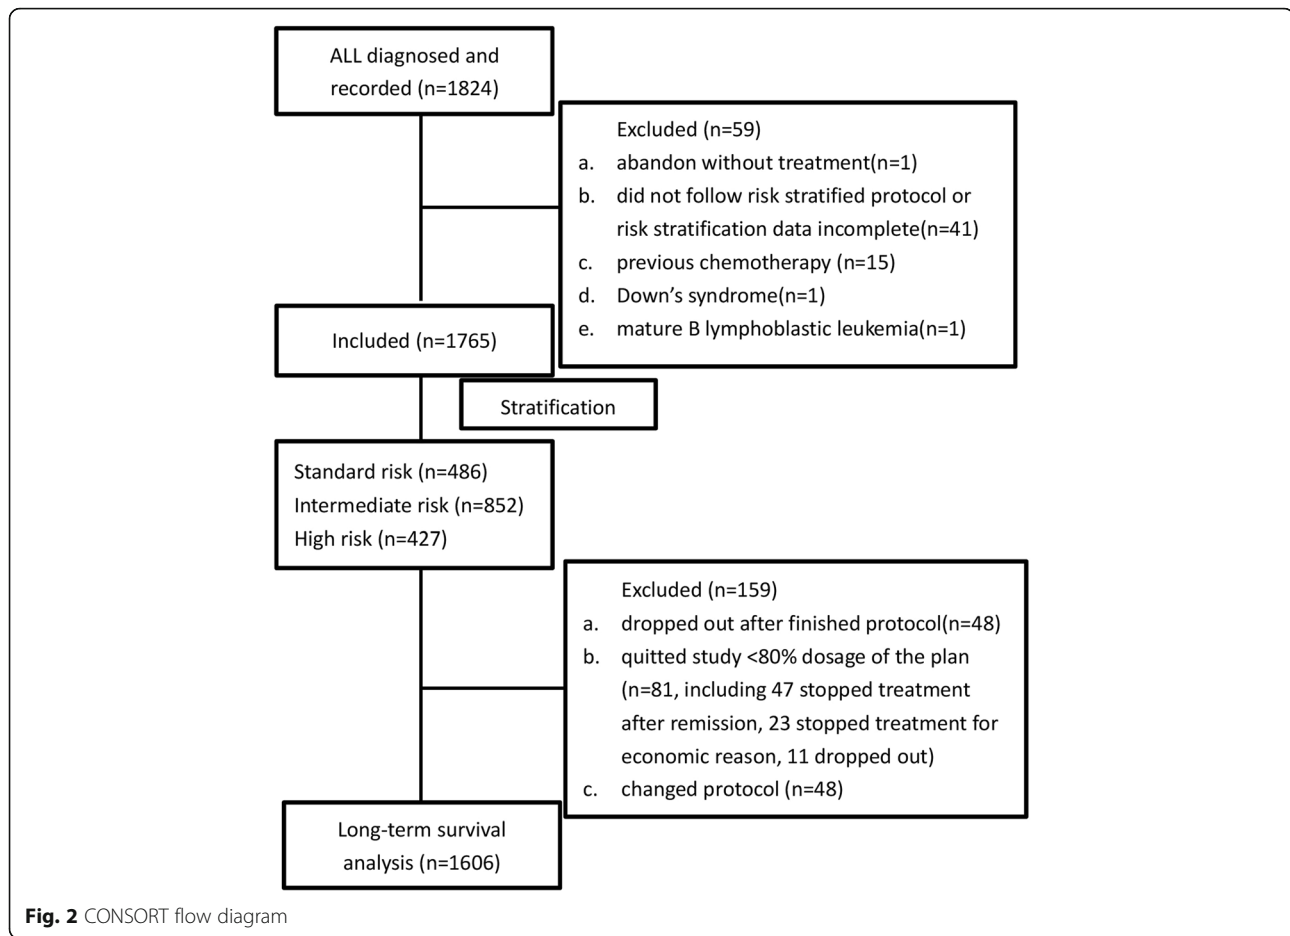 ALL diagnosed and
recorded (n=1824)
Excluded (n=59)
a. abandon without treatment(n=1)
b. did not follow risk stratified protocol or
risk stratification data incomplete(n=41)
c. previous chemotherapy (n=15)
d. Down’s syndrome(n=1)
e. mature B lymphoblastic leukemia(n=1)
Included (n=1765)
Stratification
Standard risk (n=486)
Intermediate risk (n=852)
High risk (n=427)
Excluded (n=159)
a. dropped out after finished protocol(n=48)
b. quitted study <80% dosage of the plan
(n=81, including 47 stopped treatment
after remission, 23 stopped treatment for
economic reason, 11 dropped out)
c. changed protocol (n=48)
Long-term survival
analysis (n=1606)
Fig. 2 CONSORT flow diagram